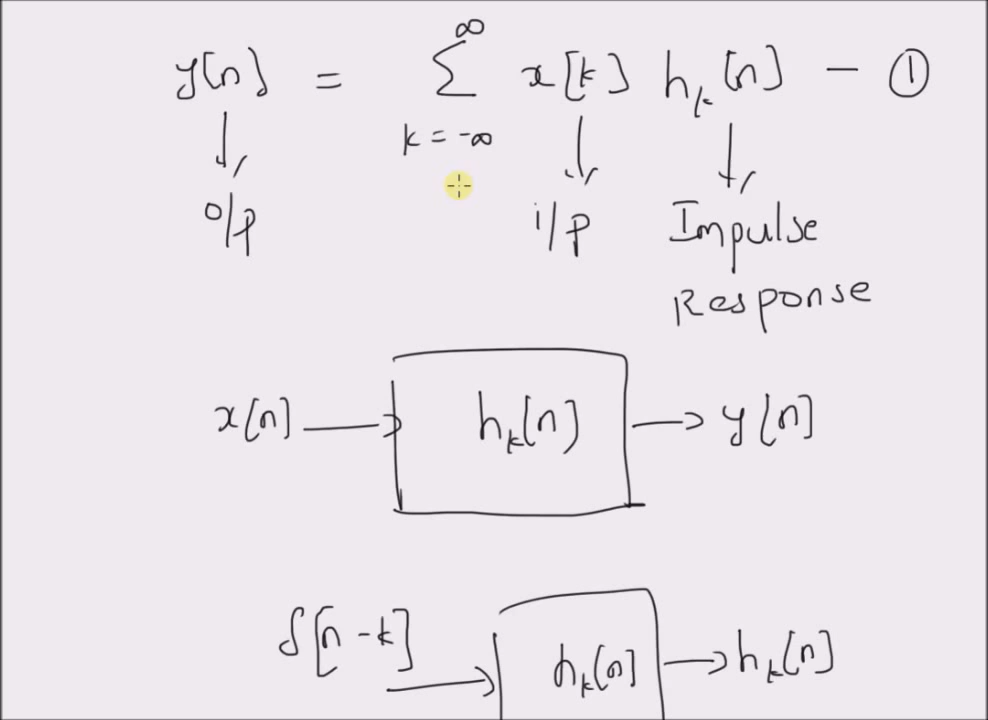 y[n] = ∞ Σ k = -∞ x[k] h_k[n] - ①
o/p i/p Impulse
Response
x[n] → h_k[n] → y[n]
δ[n-k] → h_k[n] → h_k[n]